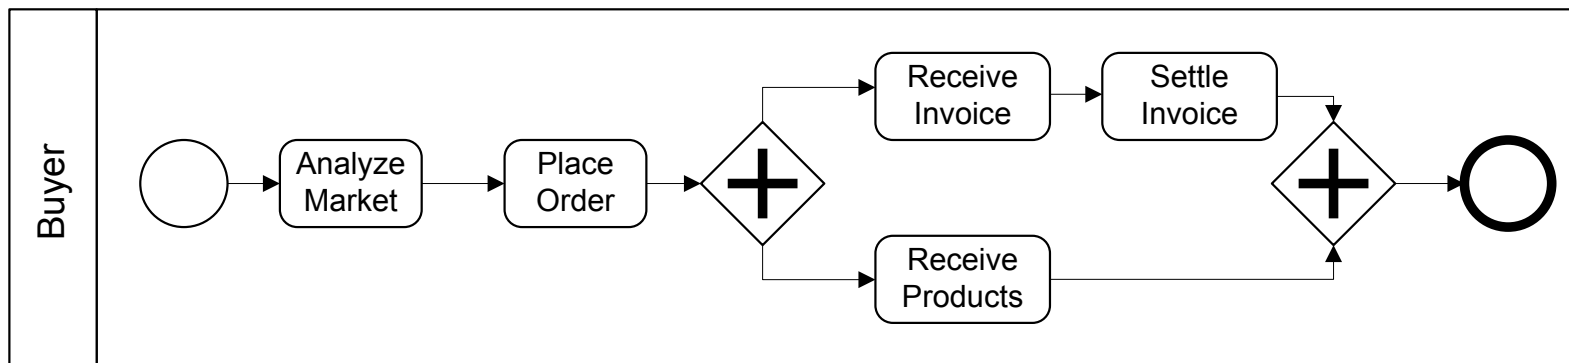 Buyer
Analyze
Market
Place
Order
Receive
Invoice
Settle
Invoice
Receive
Products